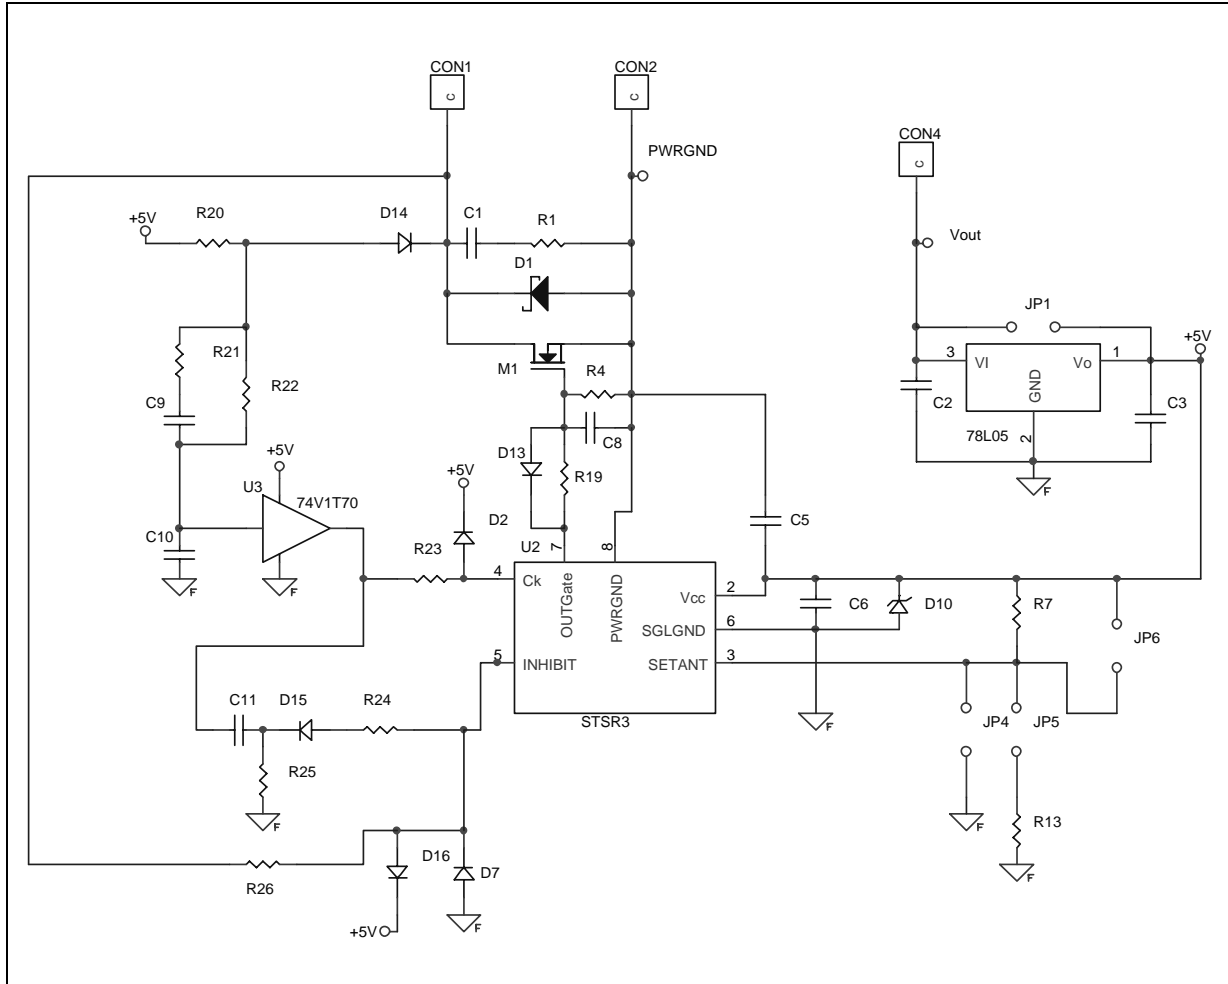 CON1
CON2
C
C
PWRGND
CON4
C
+5V
R20
D14
C1
R1
Vout
D1
JP1
+5V
R21
M1
R4
3
VI
Vo
1
R22
C2
GND
C3
C9
2
78L05
C8
D13
+5V
R19
+5V
F
U3
74V1T70
D2
C5
C10
U2
7
8
R23
F
F
4
Ck
OUTGate
PWRGND
Vcc
2
C6
D10
R7
SGLGND
6
JP6
5
INHIBIT
SETANT
3
C11
D15
R24
STSR3
F
JP4
JP5
R25
F
F
R13
D16
D7
R26
F
F
+5V